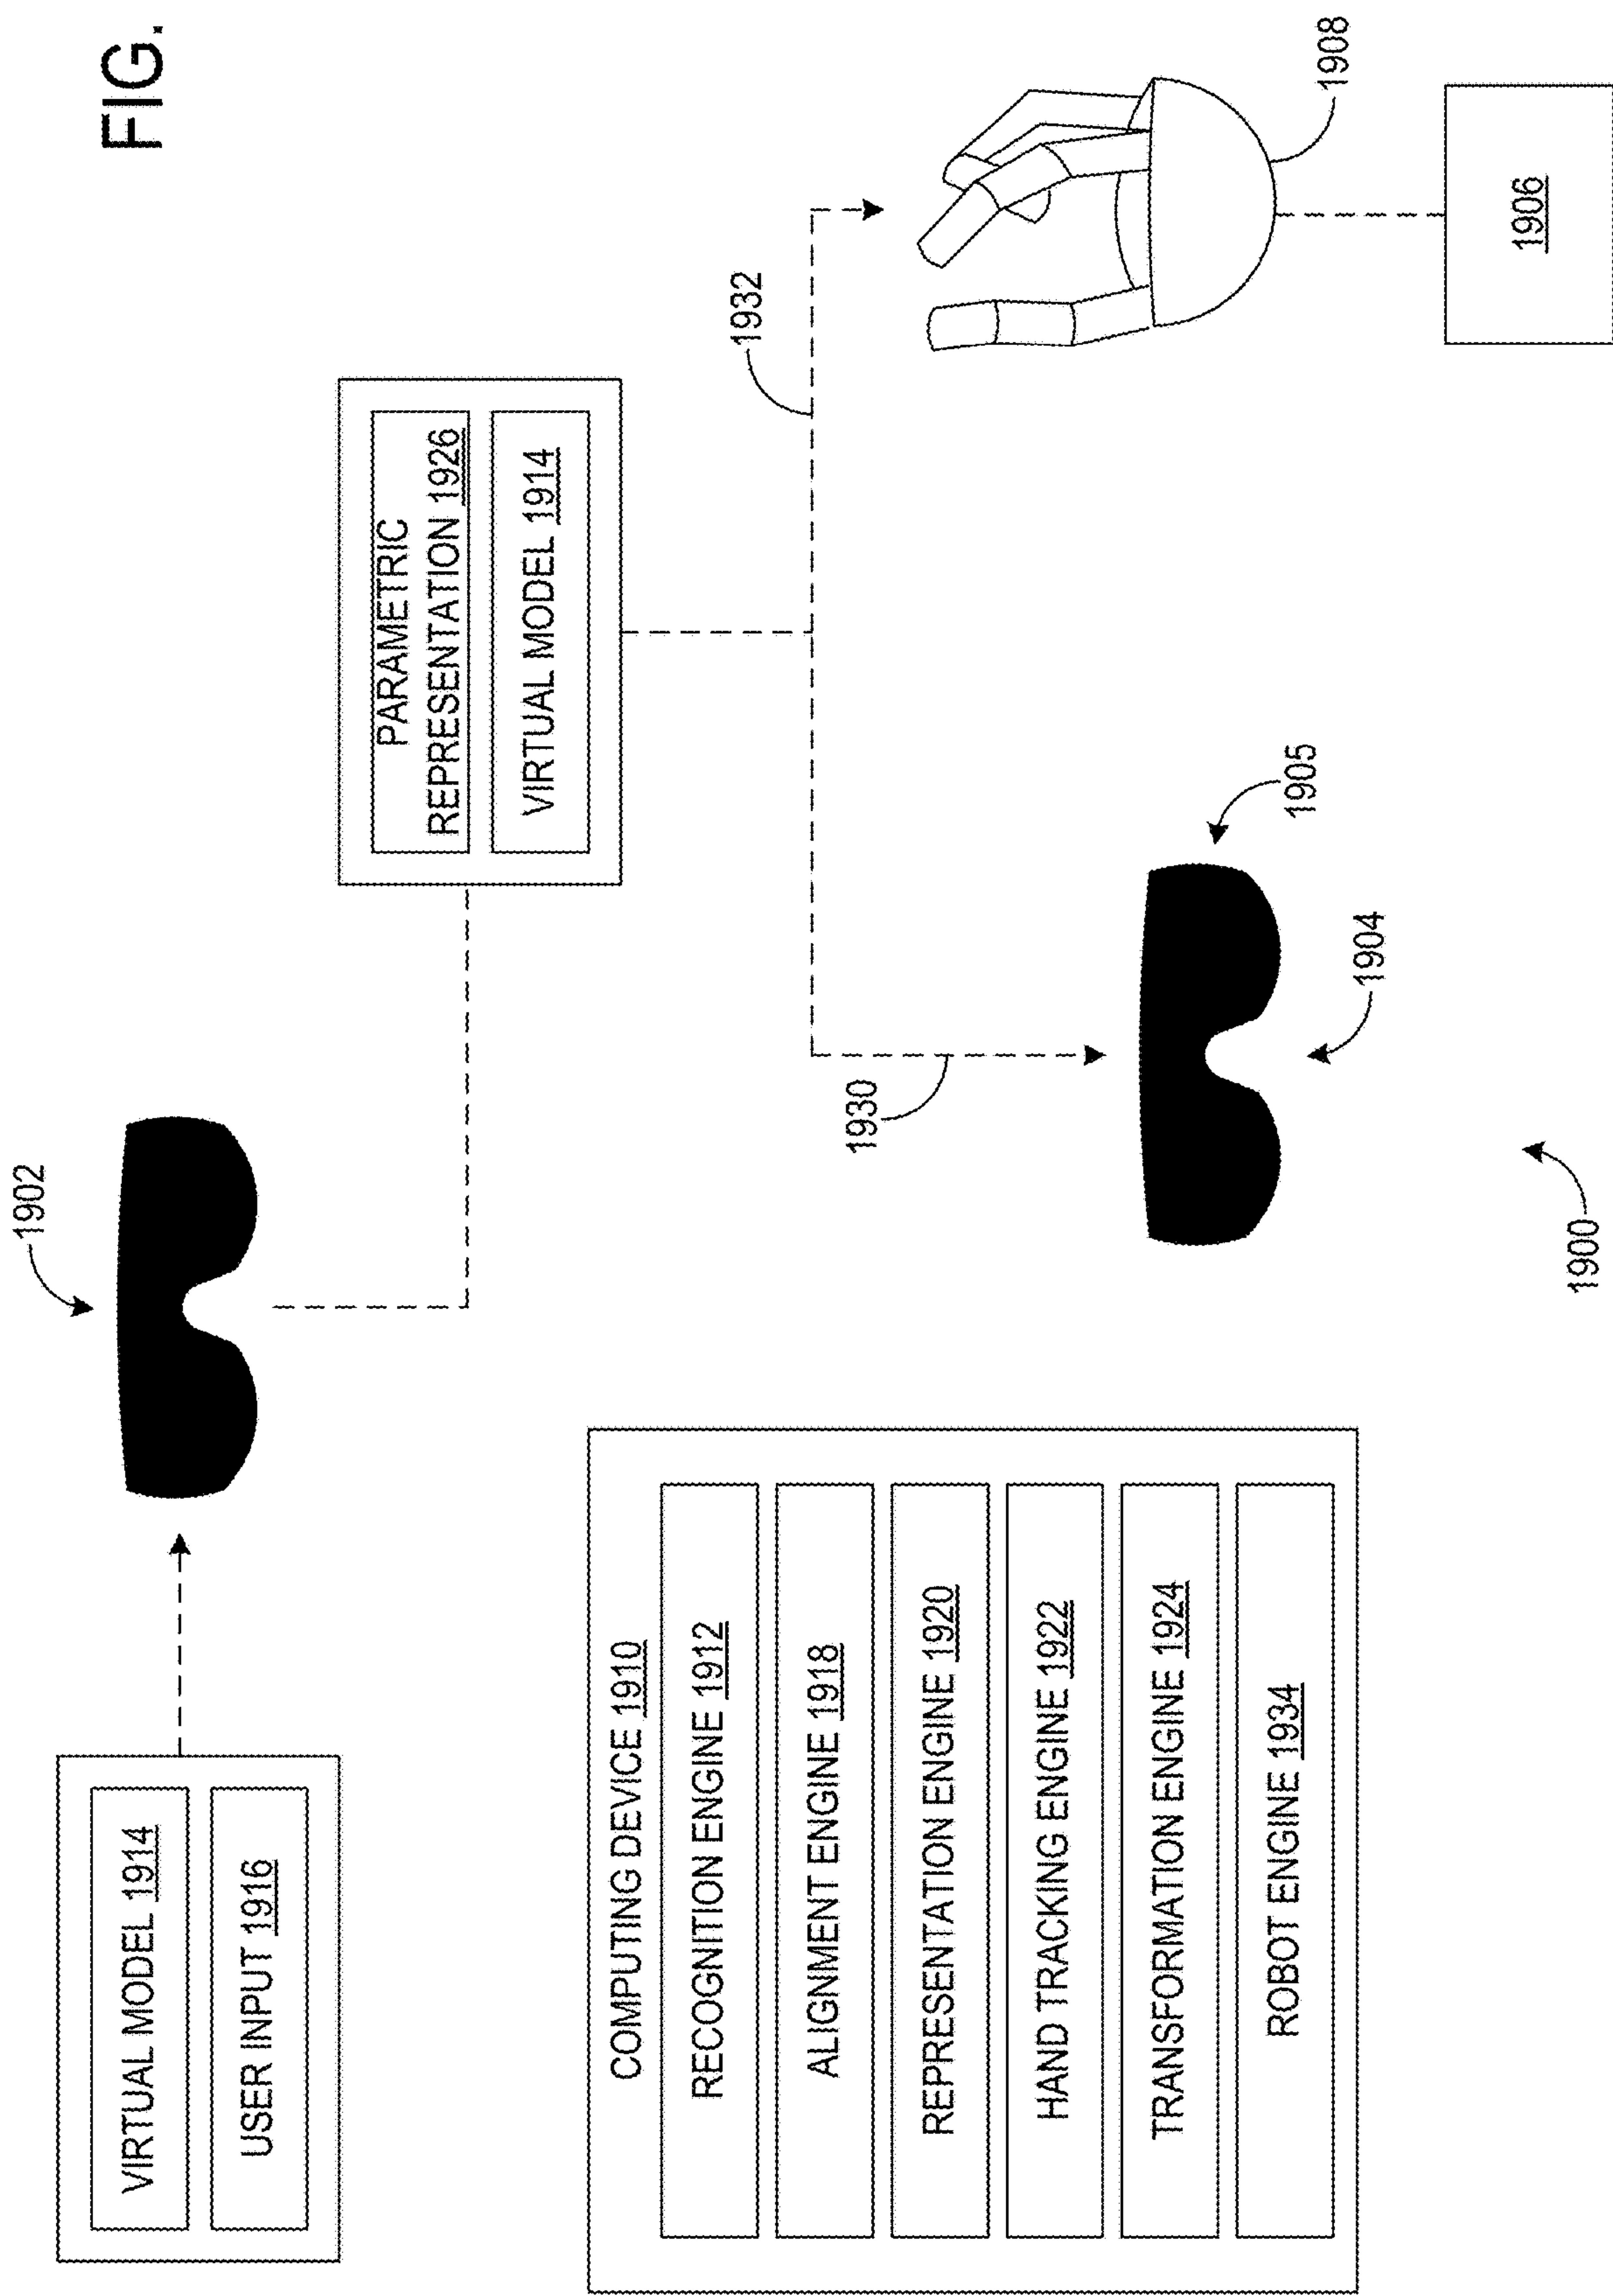 FIG.
VIRTUAL MODEL 1914
USER INPUT 1916
1902
PARAMETRIC
REPRESENTATION 1926
VIRTUAL MODEL 1914
COMPUTING DEVICE 1910
RECOGNITION ENGINE 1912
ALIGNMENT ENGINE 1918
REPRESENTATION ENGINE 1920
HAND TRACKING ENGINE 1922
TRANSFORMATION ENGINE 1924
ROBOT ENGINE 1934
1930
1932
1905
1904
1908
1906
1900